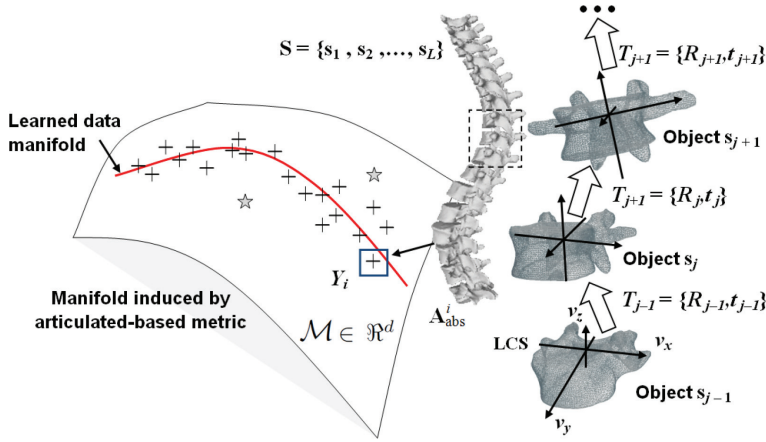 S = {s1 , s2 ,..., sL}
Learned data
manifold
Yi
Manifold induced by
articulated-based metric
M ∈ ℜ^d
A^i_abs
•••
T_{j+1} = {R_{j+1},t_{j+1}}
Object s_{j+1}
T_{j+1} = {R_j,t_j}
Object s_j
T_{j−1} = {R_{j−1},t_{j−1}}
v_z
LCS
v_x
v_y
Object s_{j−1}